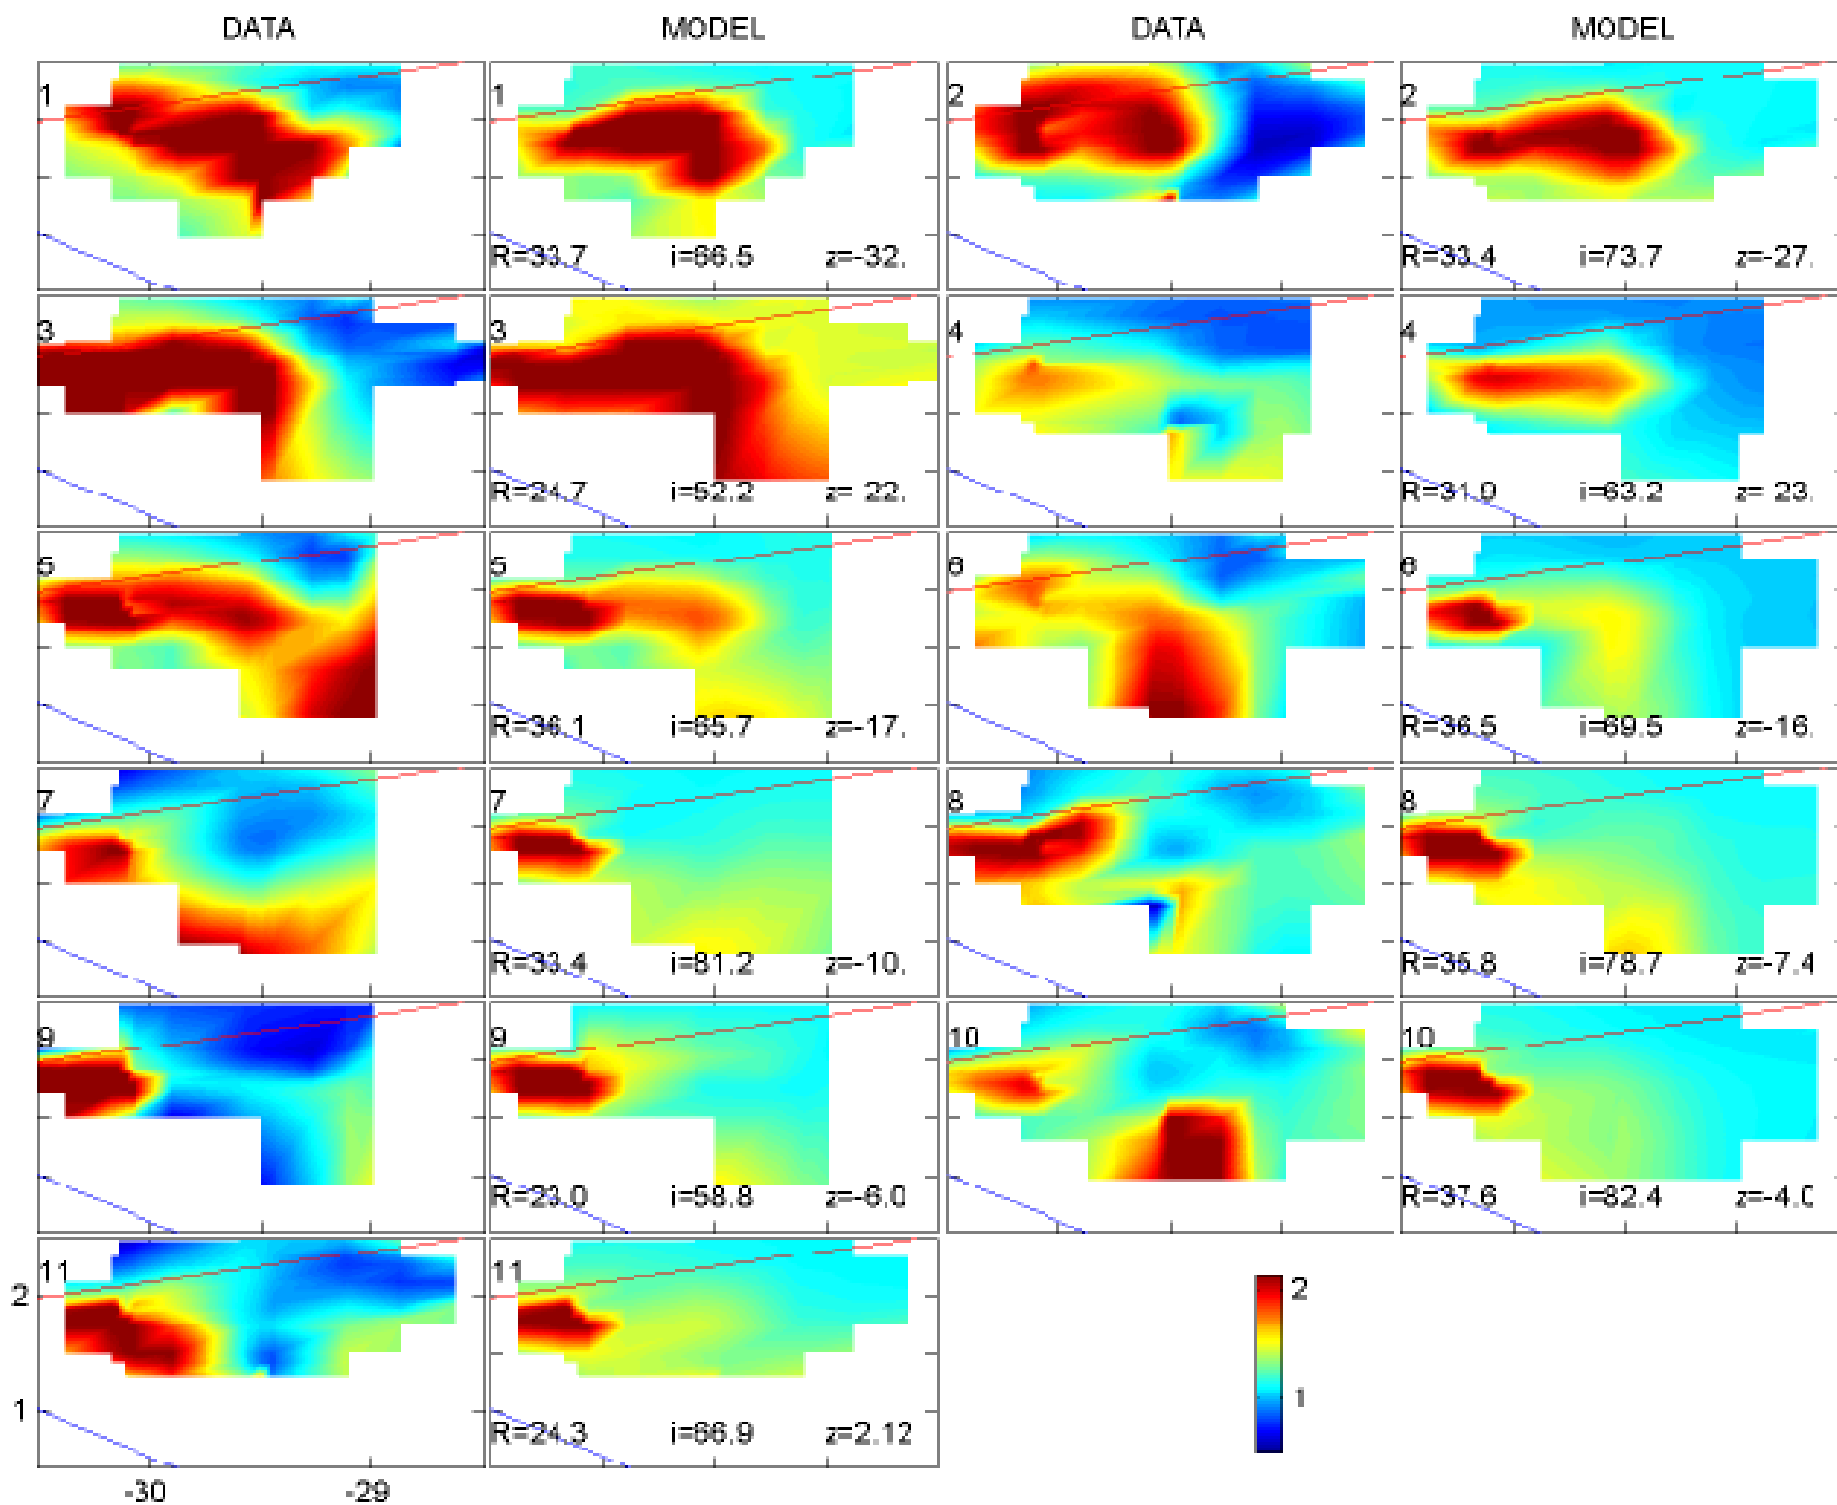 DATA MODEL DATA MODEL
1 1 2 2
R=33.7 i=66.5 z=-32. R=33.4 i=73.7 z=-27.
3 3 4 4
R=24.7 i=52.2 z=-22. R=31.0 i=63.2 z=-23.
5 5 6 6
R=36.1 i=65.7 z=-17. R=36.5 i=69.5 z=-16.
7 7 8 8
R=33.4 i=81.2 z=-10. R=35.8 i=78.7 z=-7.4
9 9 10 10
R=23.0 i=58.8 z=-6.0 R=37.6 i=82.4 z=-4.0
11 11 2
2
R=24.3 i=66.9 z=2.12 1
1
-30 -29